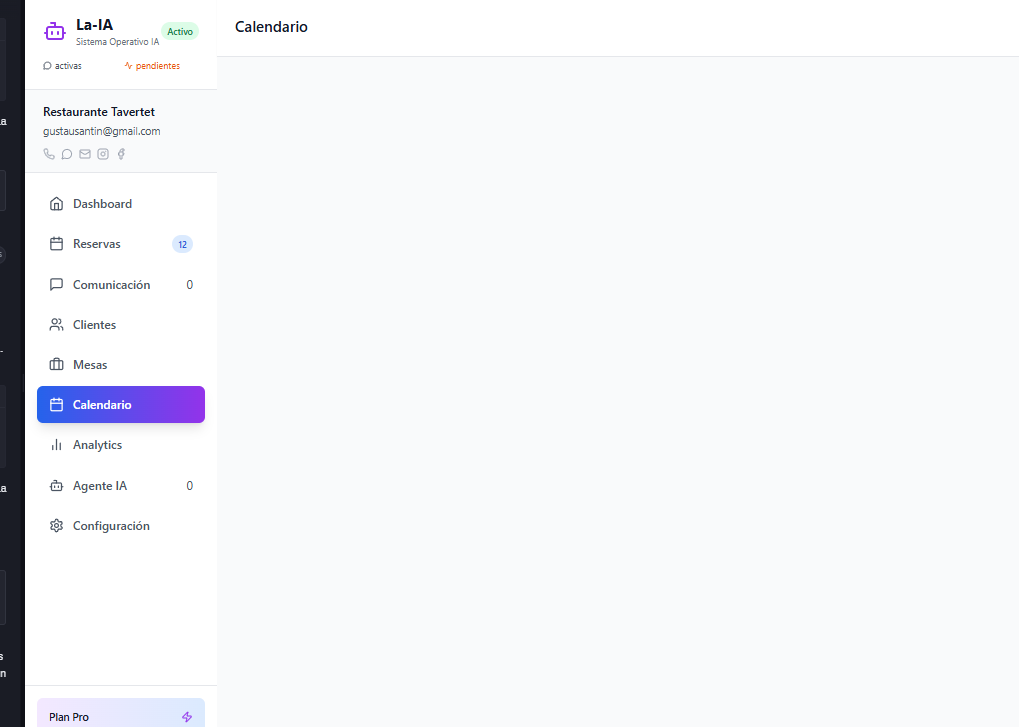 La-IA
Sistema Operativo IA
Activo
activas
pendientes
Restaurante Tavertet
gustausantin@gmail.com
Dashboard
Reservas 12
Comunicación 0
Clientes
Mesas
Calendario
Analytics
Agente IA 0
Configuración
Plan Pro
Calendario